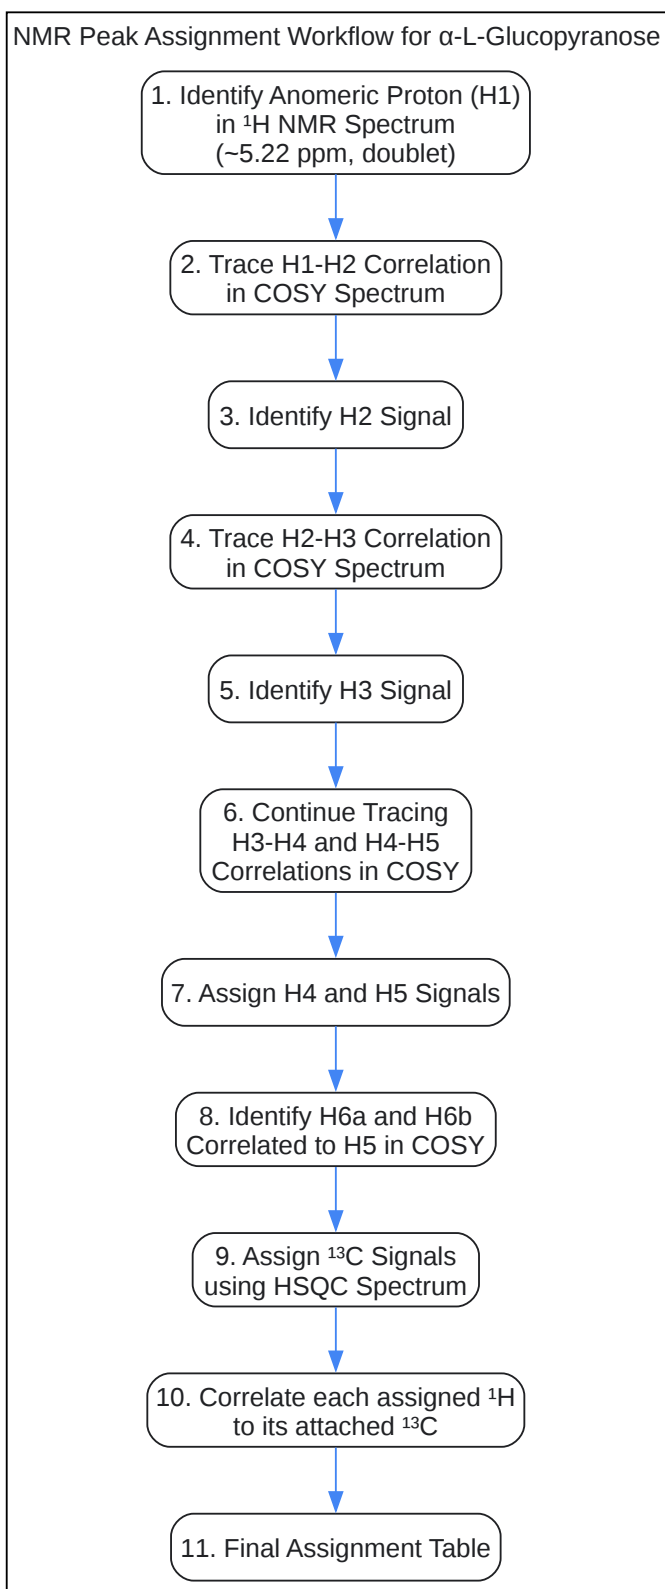 NMR Peak Assignment Workflow for α-L-Glucopyranose
1. Identify Anomeric Proton (H1)
in ¹H NMR Spectrum
(~5.22 ppm, doublet)
2. Trace H1-H2 Correlation
in COSY Spectrum
3. Identify H2 Signal
4. Trace H2-H3 Correlation
in COSY Spectrum
5. Identify H3 Signal
6. Continue Tracing
H3-H4 and H4-H5
Correlations in COSY
7. Assign H4 and H5 Signals
8. Identify H6a and H6b
Correlated to H5 in COSY
9. Assign ¹³C Signals
using HSQC Spectrum
10. Correlate each assigned ¹H
to its attached ¹³C
11. Final Assignment Table